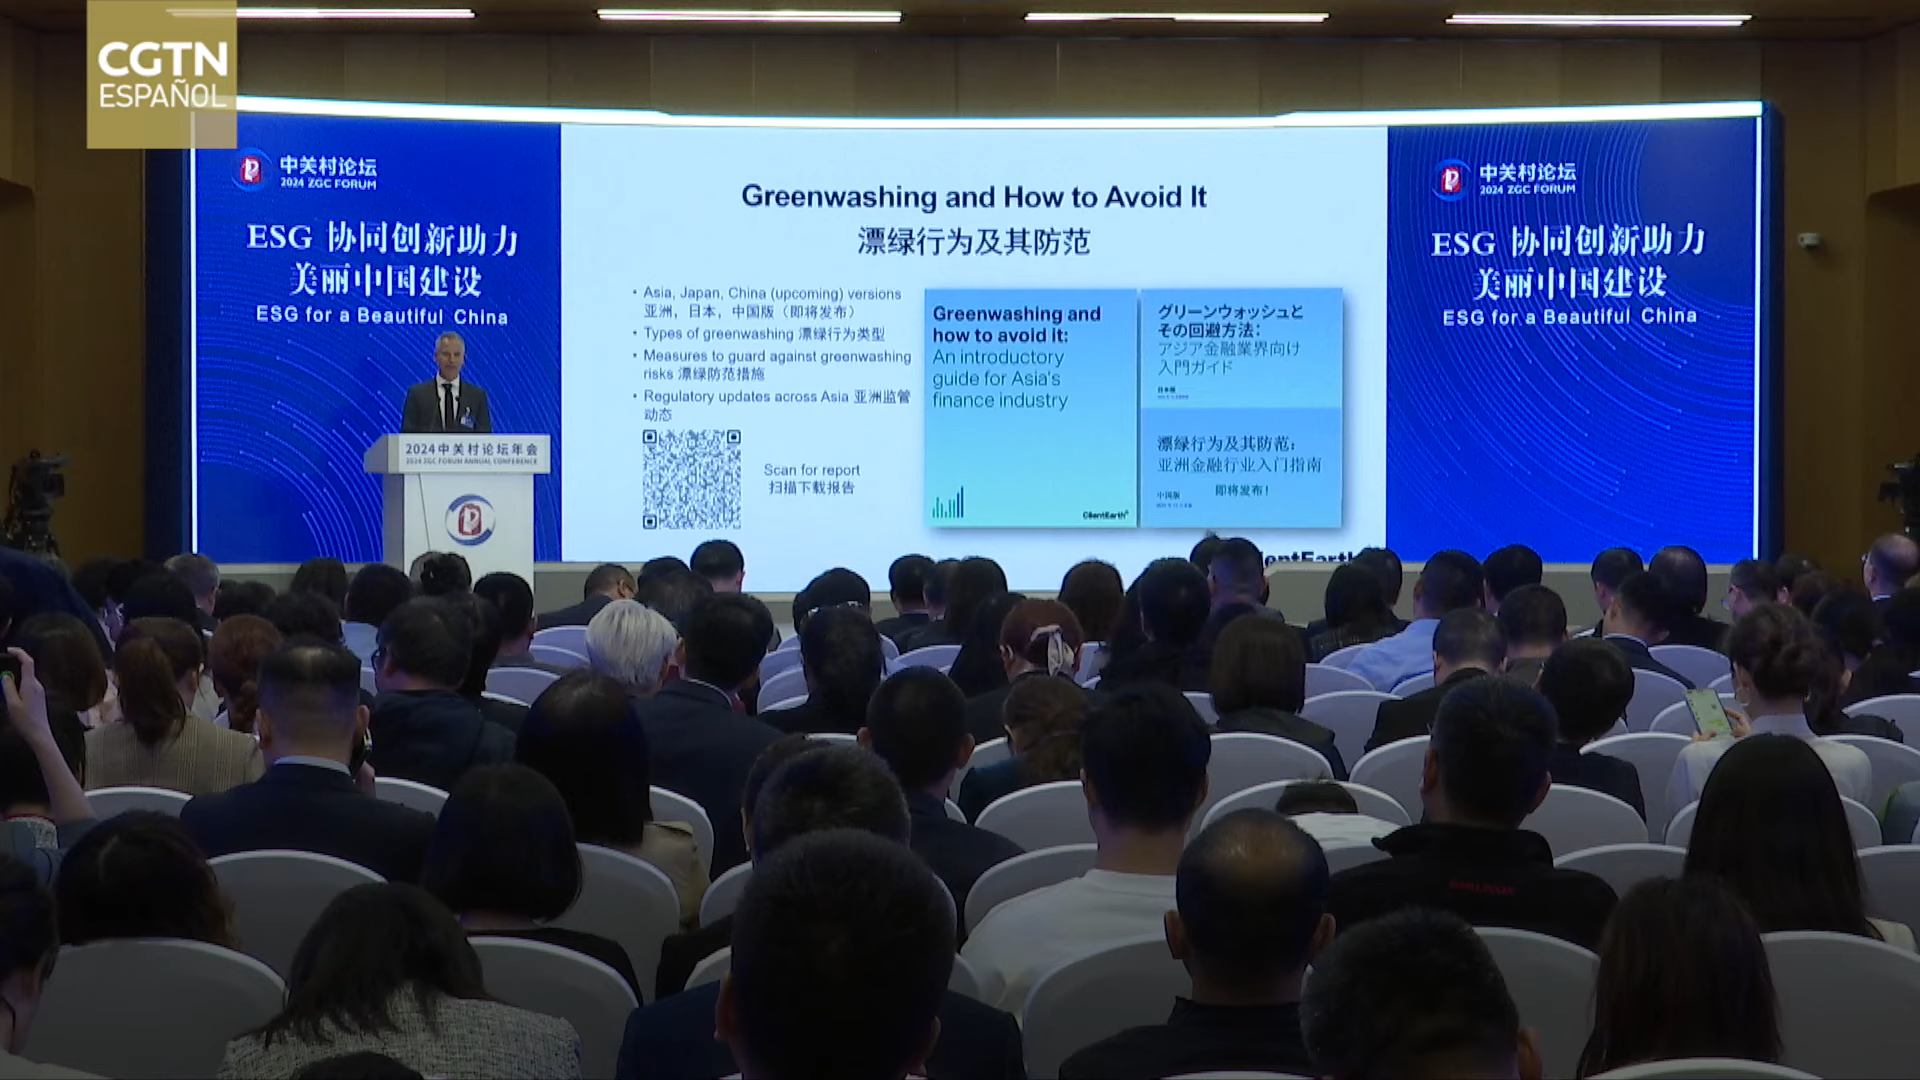 CGTN
ESPAÑOL
中关村论坛
2024 ZGC FORUM
ESG 协同创新助力
美丽中国建设
ESG for a Beautiful China
2024中关村论坛年会
2024 ZGC FORUM ANNUAL CONFERENCE
Greenwashing and How to Avoid It
漂绿行为及其防范
• Asia, Japan, China (upcoming) versions
亚洲，日本，中国版（即将发布）
• Types of greenwashing 漂绿行为类型
• Measures to guard against greenwashing
risks 漂绿防范措施
• Regulatory updates across Asia 亚洲监管
动态
Scan for report
扫描下载报告
Greenwashing and
how to avoid it:
An introductory
guide for Asia's
finance industry
ClientEarth
グリーンウォッシュと
その回避方法：
アジア金融業界向け
入門ガイド
日本版
漂绿行为及其防范：
亚洲金融行业入门指南
即将发布！
中国版
中关村论坛
2024 ZGC FORUM
ESG 协同创新助力
美丽中国建设
ESG for a Beautiful China